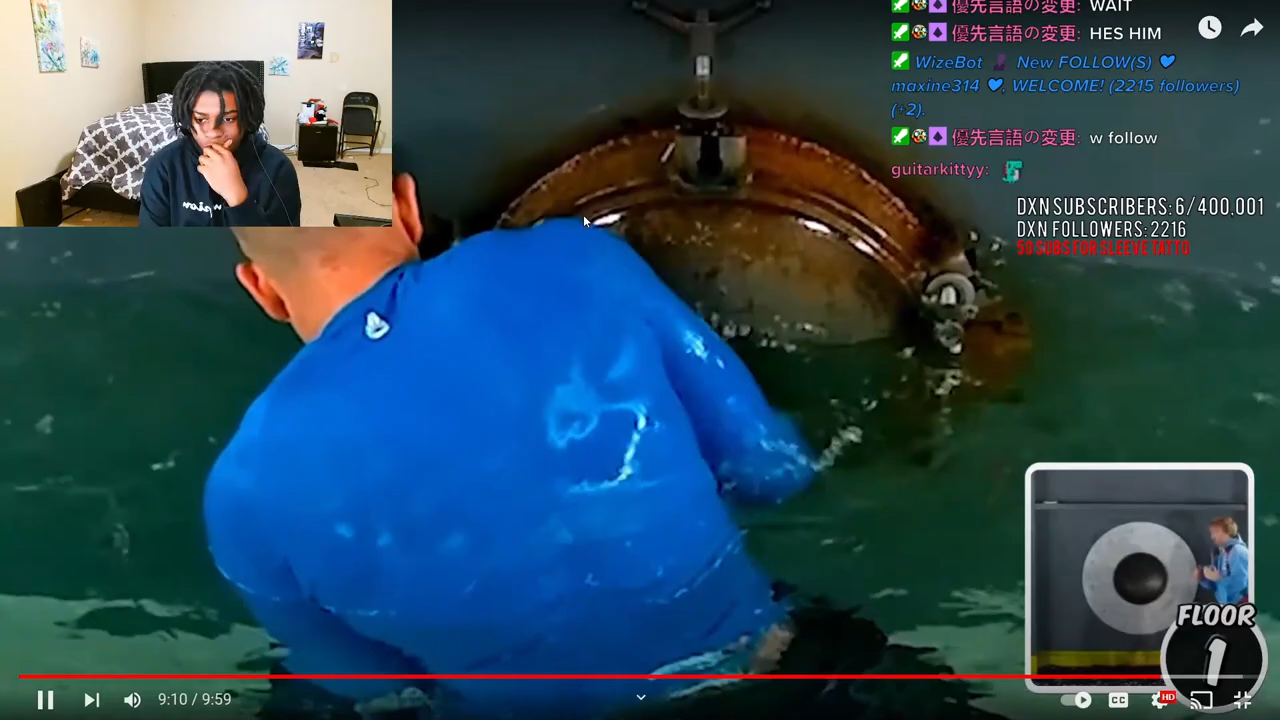 優先言語の変更: WAIT
優先言語の変更: HES HIM
WizeBot New FOLLOW(S)
maxine314 , WELCOME! (2215 followers)
(+2).
優先言語の変更: w follow
guitarkittyy:
DXN SUBSCRIBERS: 6/400,001
DXN FOLLOWERS: 2216
50 SUBS FOR SLEEVE TATTO
FLOOR
1
9:10 / 9:59
CC
HD